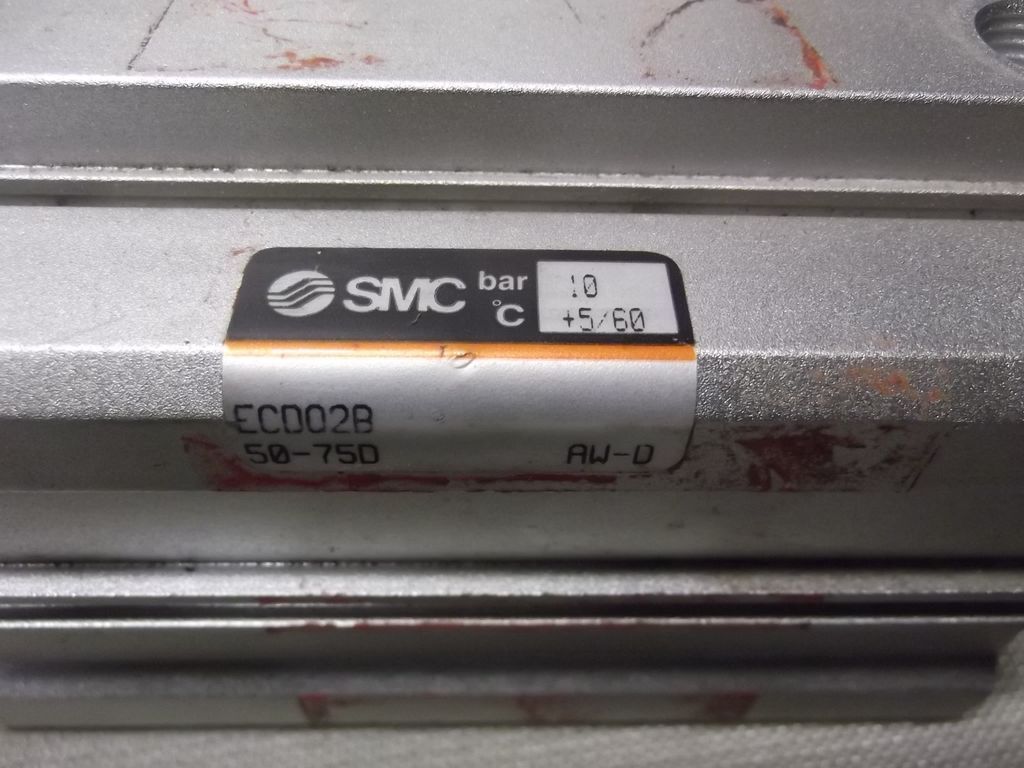 SMC bar 10
°C +5/60
ECDQ2B
50-75D AW-D